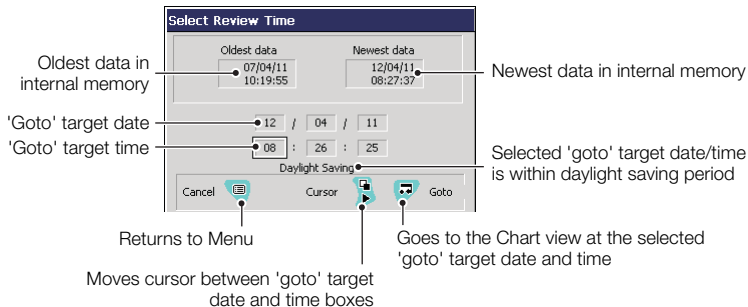 Select Review Time
Oldest data
Newest data
07/04/11
10:19:55
12/04/11
08:27:37
Oldest data in
internal memory
Newest data in internal memory
'Goto' target date
12 / 04 / 11
'Goto' target time
08 : 26 : 25
Daylight Saving
Selected 'goto' target date/time
is within daylight saving period
Cancel
Cursor
Goto
Returns to Menu
Goes to the Chart view at the selected
'goto' target date and time
Moves cursor between 'goto' target
date and time boxes